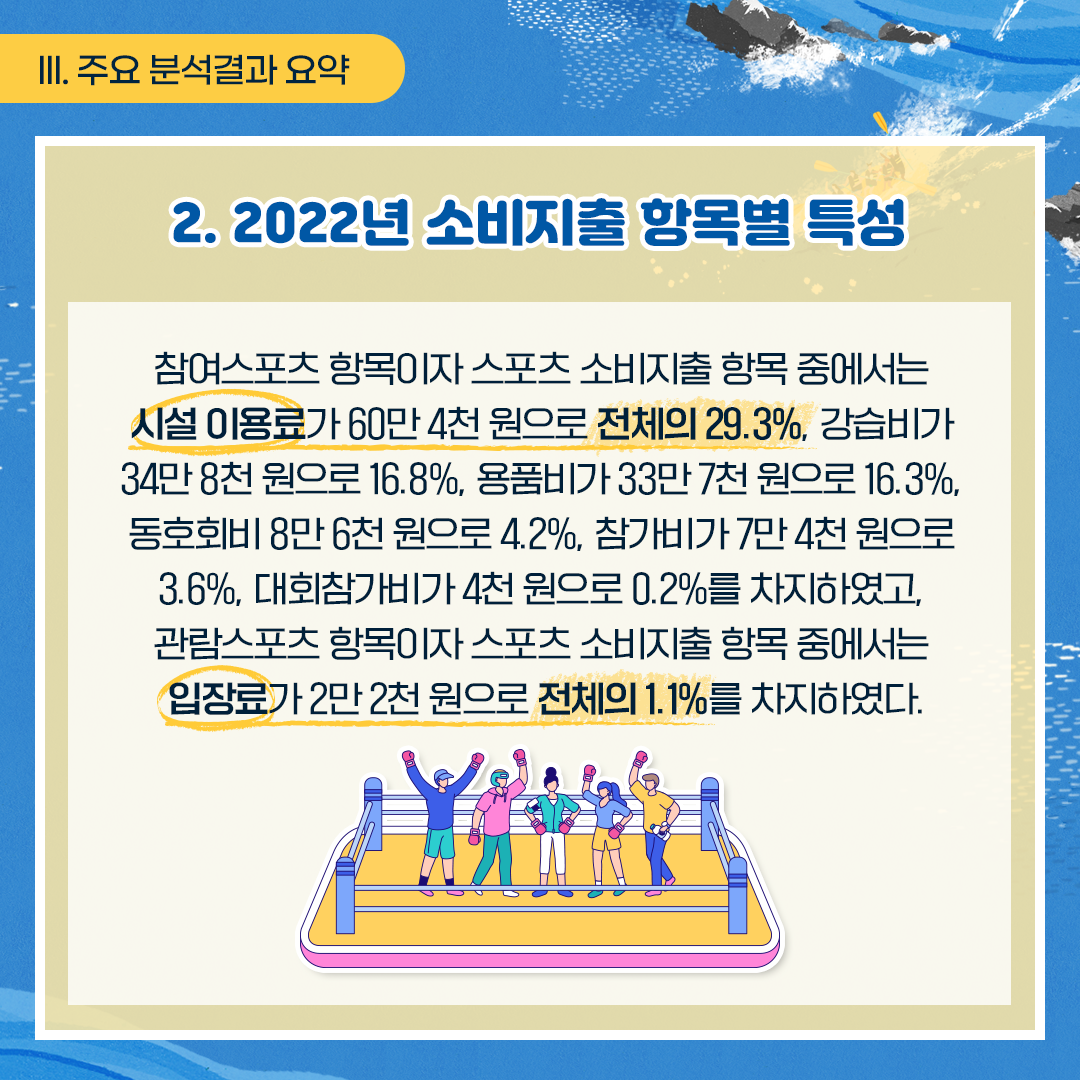 III. 주요 분석결과 요약
2. 2022년 소비지출 항목별 특성
참여스포츠 항목이자 스포츠 소비지출 항목 중에서는
시설 이용료가 60만 4천 원으로 전체의 29.3%, 강습비가
34만 8천 원으로 16.8%, 용품비가 33만 7천 원으로 16.3%,
동호회비 8만 6천 원으로 4.2%, 참가비가 7만 4천 원으로
3.6%, 대회참가비가 4천 원으로 0.2%를 차지하였고,
관람스포츠 항목이자 스포츠 소비지출 항목 중에서는
입장료가 2만 2천 원으로 전체의 1.1%를 차지하였다.